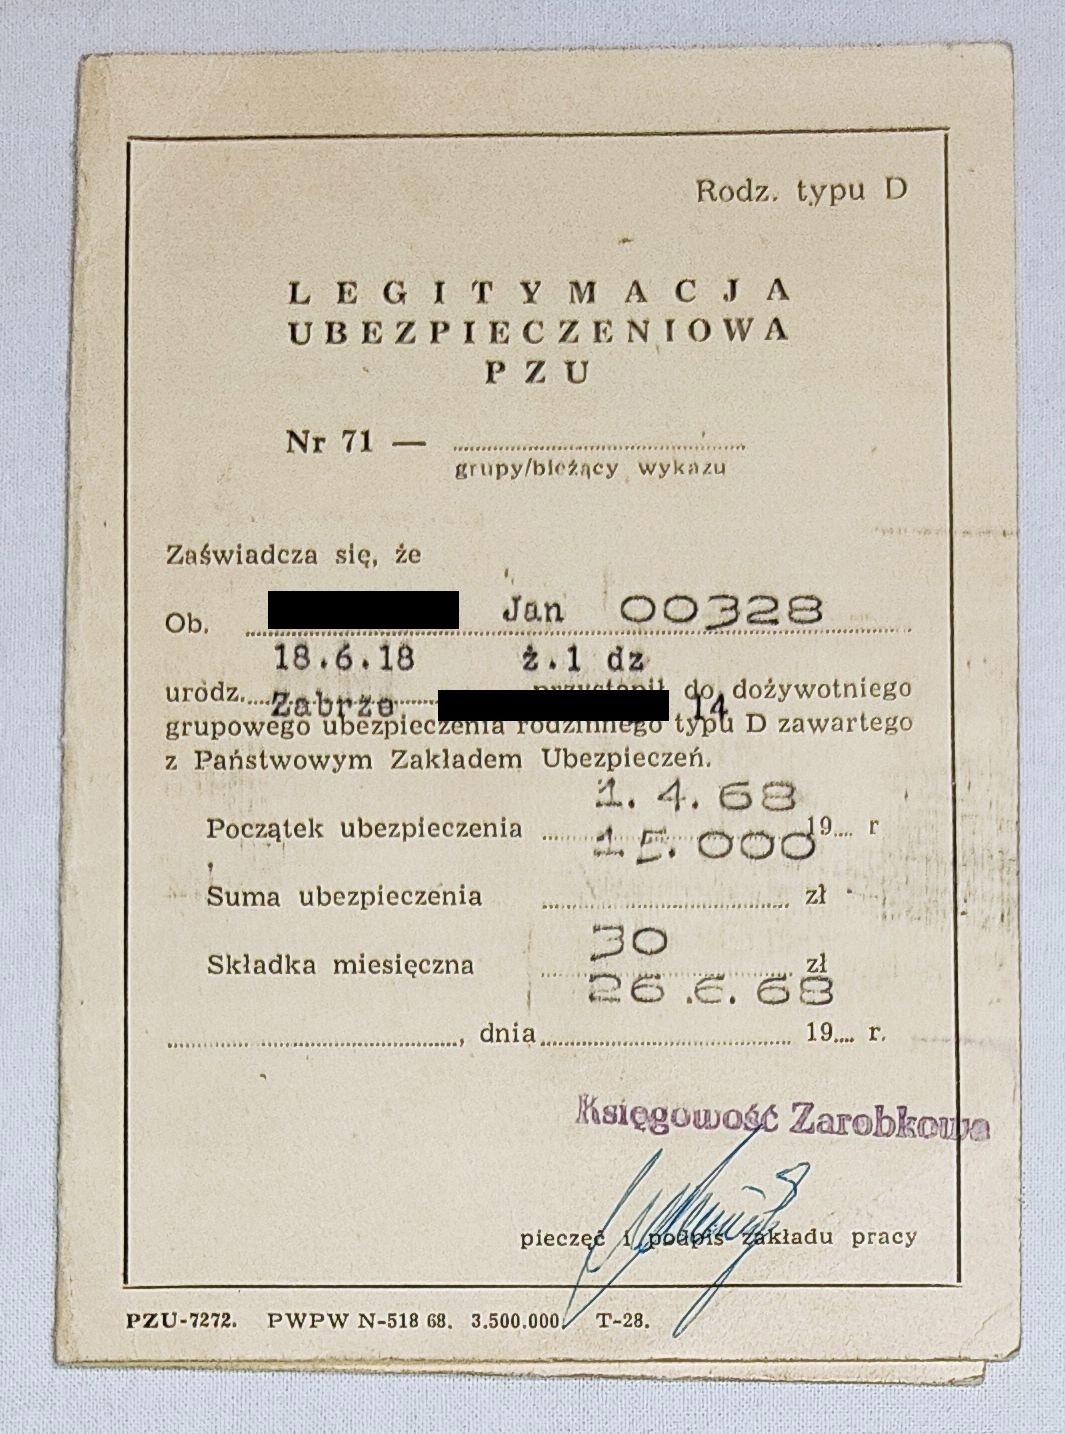 Rodz. typu D
LEGITYMACJA
UBEZPIECZENIOWA
PZU
Nr 71 —
grupy/bieżący wykazu
Zaświadcza się, że
Ob. Jan 00328
18.6.18 ż.1 dz
urodz. przystąpił do dożywotniego
Zabrze 14
grupowego ubezpieczenia rodzinnego typu D zawartego
z Państwowym Zakładem Ubezpieczeń.
1.4.68
Początek ubezpieczenia 19 r
15.000
Suma ubezpieczenia zł
30
Składka miesięczna zł
26.6.68
, dnia 19 r.
Księgowość Zarobkowa
pieczęć i podpis zakładu pracy
PZU-7272. PWPW N-518 68. 3.500.000. T-28.